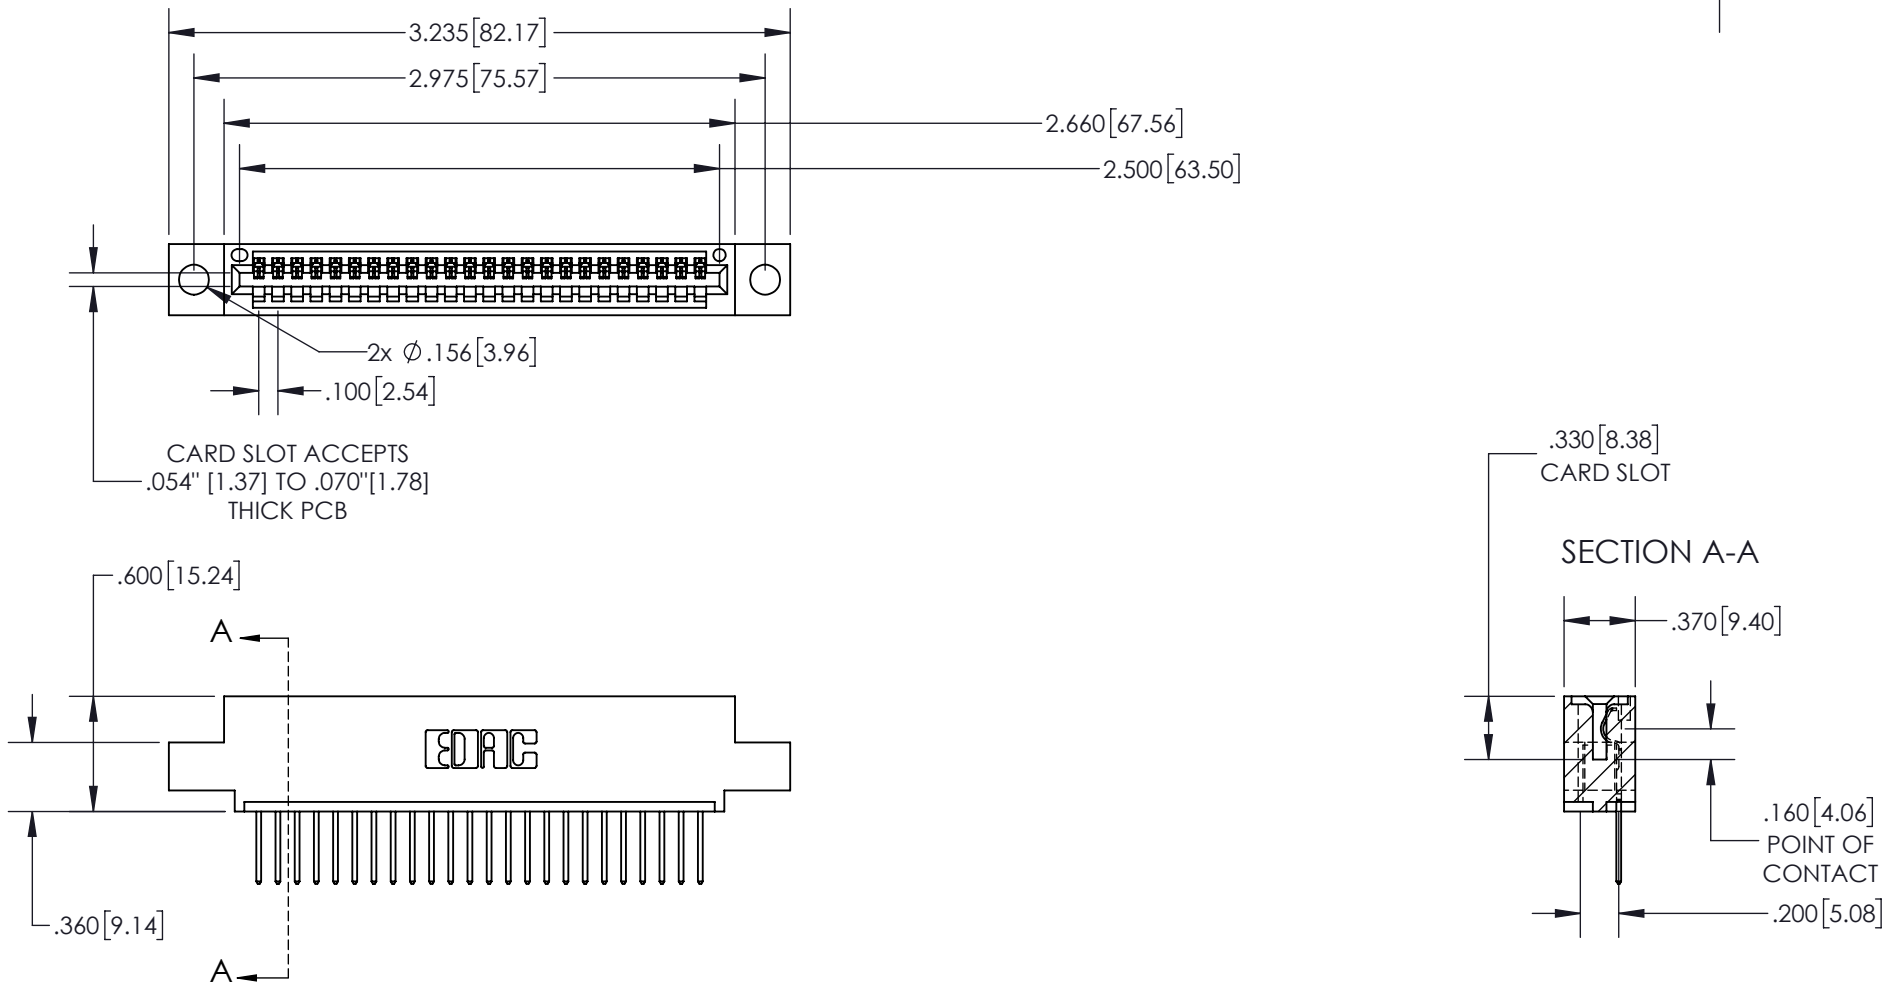 3.235[82.17]
2.975[75.57]
2.660[67.56]
2.500[63.50]
2x Ø.156[3.96]
.100[2.54]
CARD SLOT ACCEPTS
.054" [1.37] TO .070"[1.78]
THICK PCB
.330[8.38]
CARD SLOT
SECTION A-A
.600[15.24]
A
.370[9.40]
EDAC
.160[4.06]
POINT OF
CONTACT
.200[5.08]
.360[9.14]
A